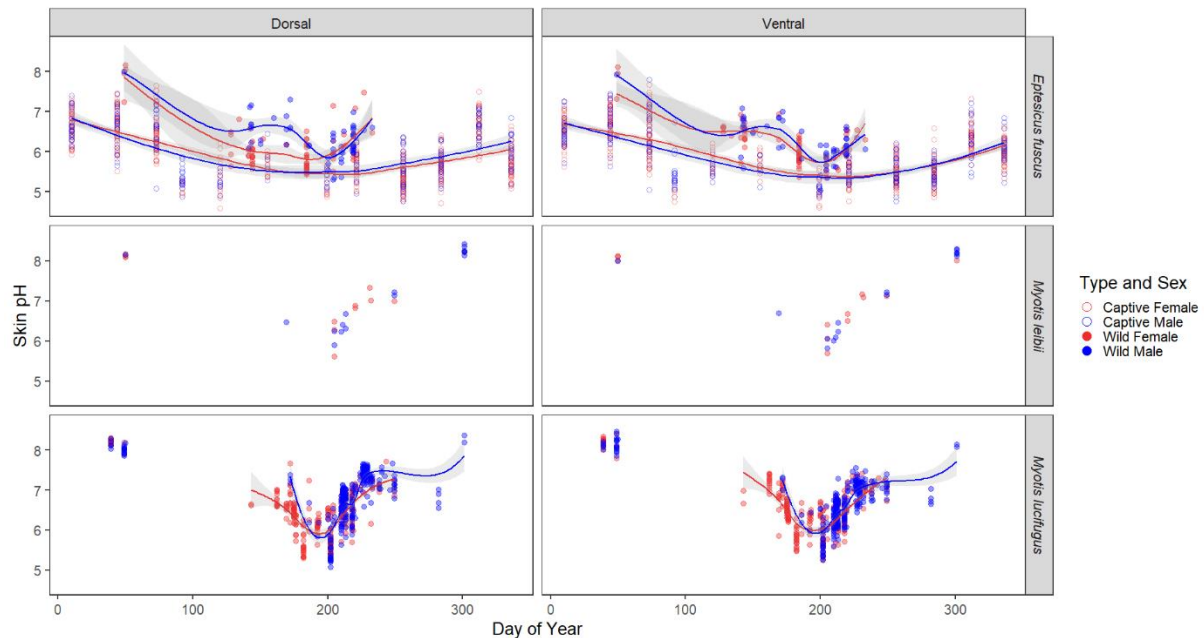 Dorsal
Ventral
8
7
6
5
Eptesicus fuscus
8
7
6
5
Myotis leibii
8
7
6
5
Myotis lucifugus
Skin pH
0
100
200
300
0
100
200
300
Day of Year
Type and Sex
Captive Female
Captive Male
Wild Female
Wild Male